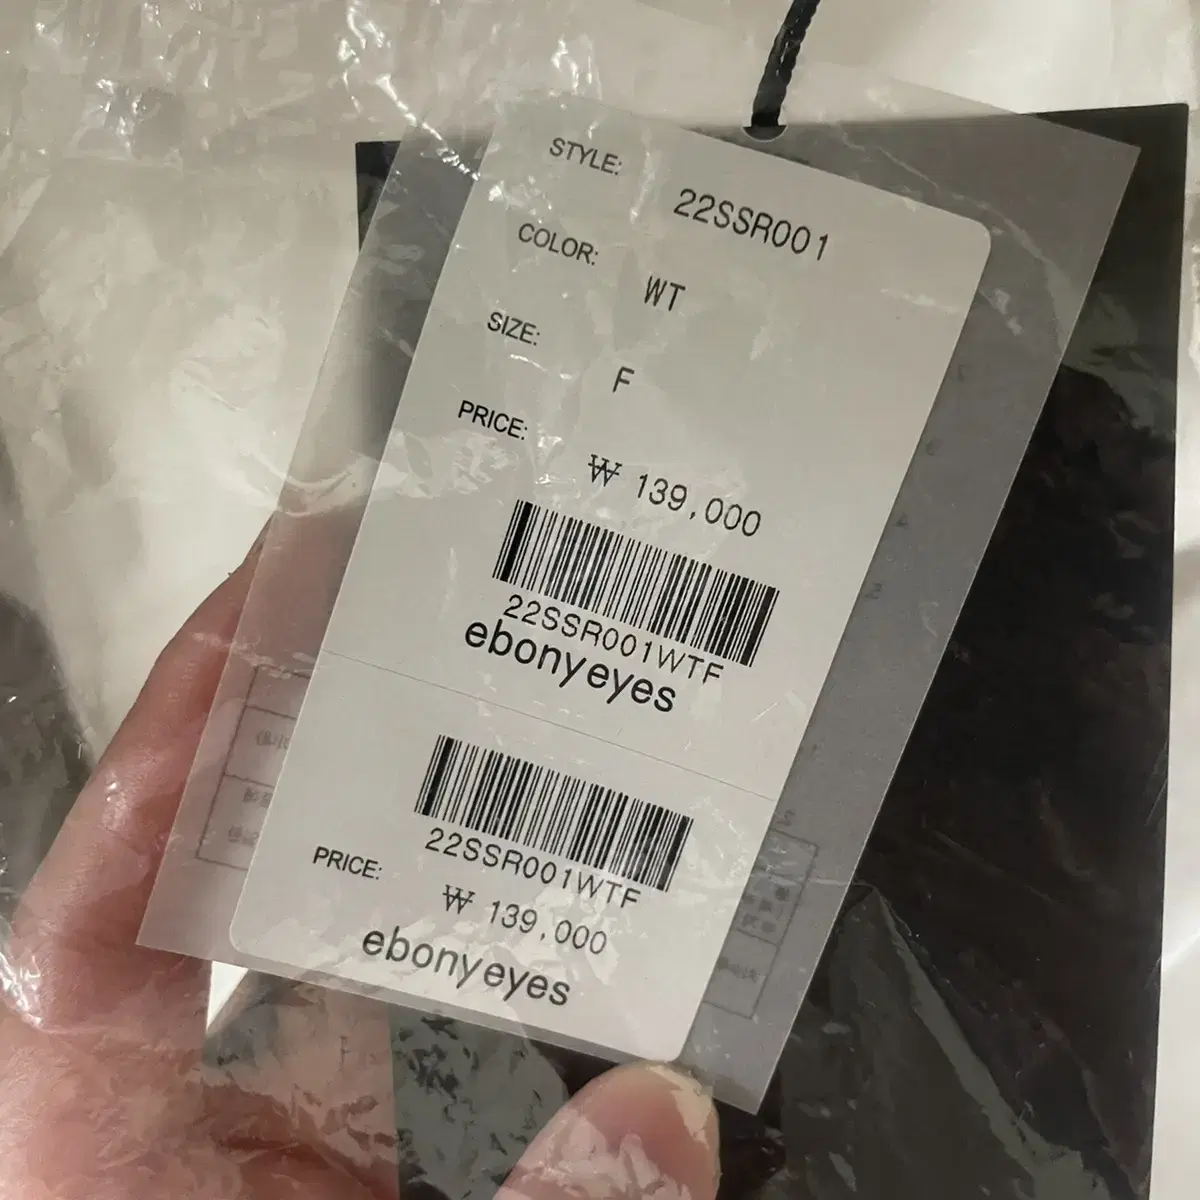 STYLE:
22SSR001
COLOR:
WT
SIZE:
F
PRICE:
₩ 139,000
22SSR001WTF
ebonyeyes
22SSR001WTF
PRICE:
₩ 139,000
ebonyeyes